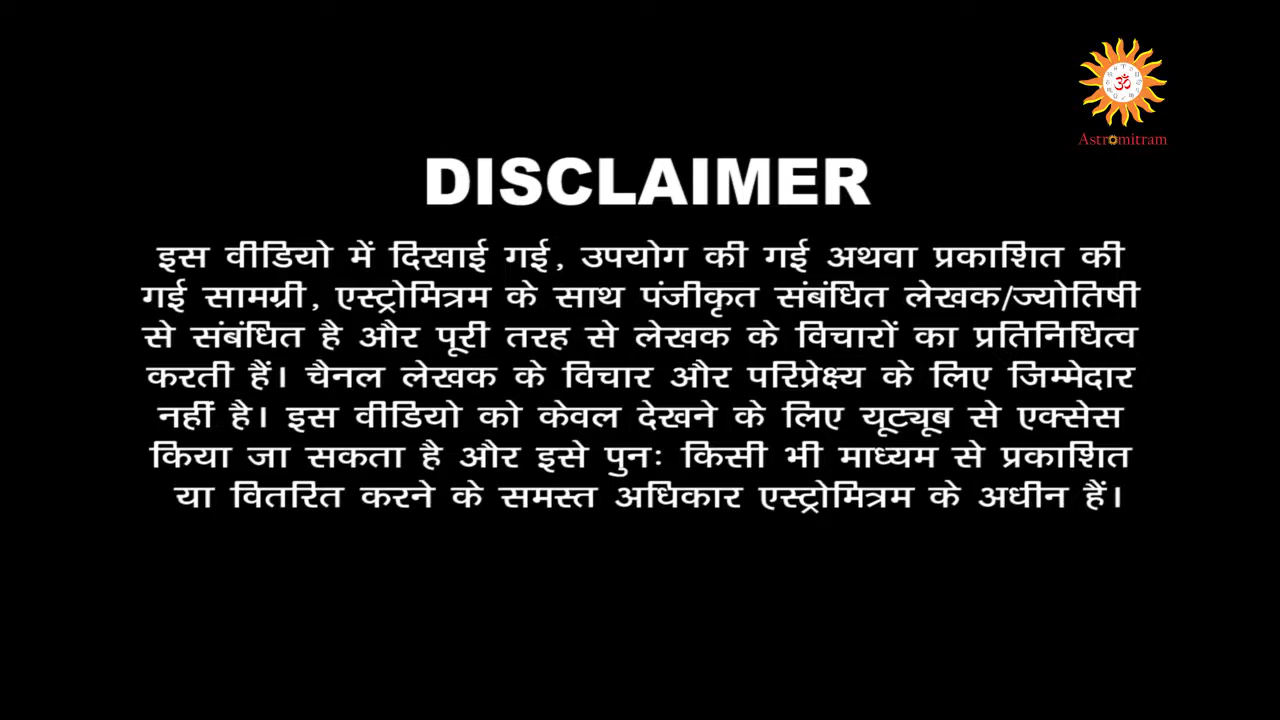 ॐ
Astromitram
DISCLAIMER
इस वीडियो में दिखाई गई, उपयोग की गई अथवा प्रकाशित की
गई सामग्री, एस्ट्रोमित्रम के साथ पंजीकृत संबंधित लेखक/ज्योतिषी
से संबंधित है और पूरी तरह से लेखक के विचारों का प्रतिनिधित्व
करती हैं। चैनल लेखक के विचार और परिप्रेक्ष्य के लिए जिम्मेदार
नहीं है। इस वीडियो को केवल देखने के लिए यूट्यूब से एक्सेस
किया जा सकता है और इसे पुनः किसी भी माध्यम से प्रकाशित
या वितरित करने के समस्त अधिकार एस्ट्रोमित्रम के अधीन हैं।